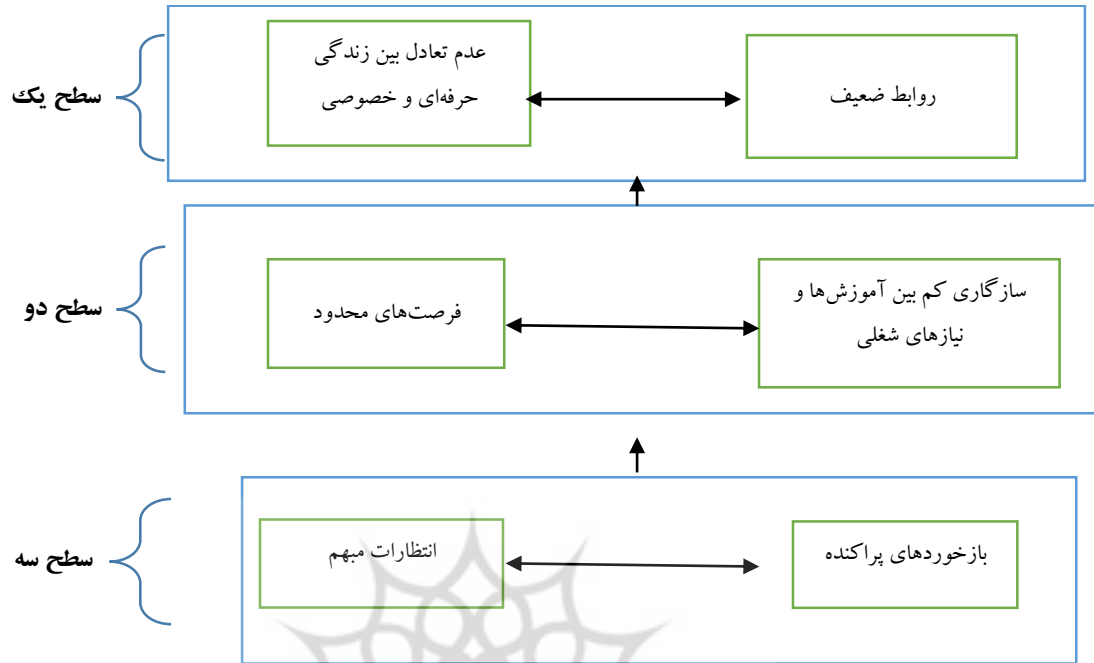 سطح یک
روابط ضعیف
عدم تعادل بین زندگی
حرفه‌ای و خصوصی
سطح دو
سازگاری کم بین آموزش‌ها و
نیازهای شغلی
فرصت‌های محدود
سطح سه
بازخوردهای پراکنده
انتظارات مبهم